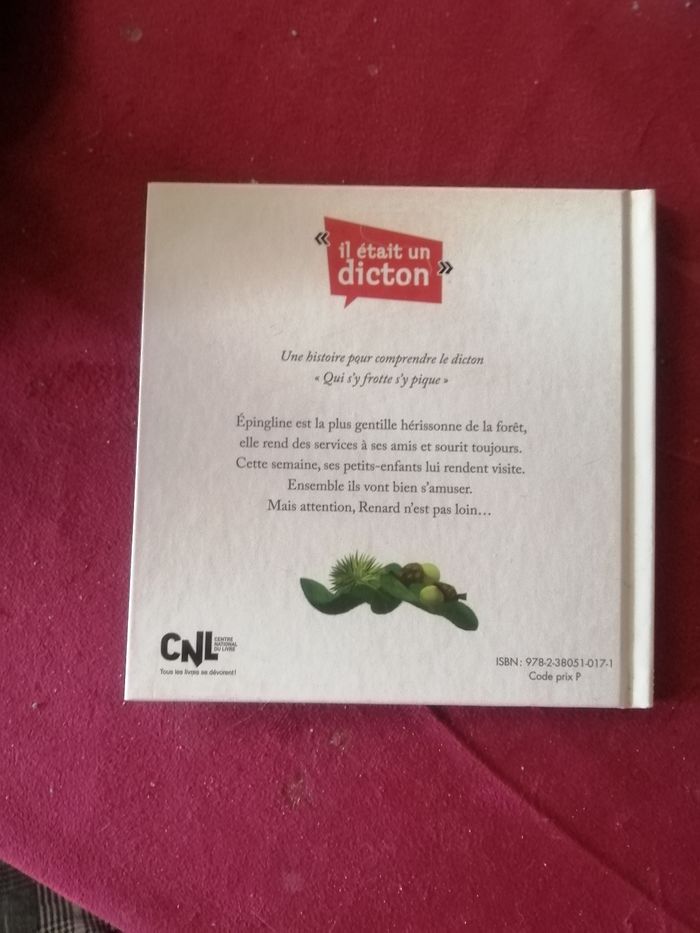 « il était un
dicton »
Une histoire pour comprendre le dicton
« Qui s'y frotte s'y pique »
Épingline est la plus gentille hérissonne de la forêt,
elle rend des services à ses amis et sourit toujours.
Cette semaine, ses petits-enfants lui rendent visite.
Ensemble ils vont bien s'amuser.
Mais attention, Renard n'est pas loin…
CNL
CENTRE
NATIONAL
DU LIVRE
Tous les livres se dévorent!
ISBN : 978-2-38051-017-1
Code prix P